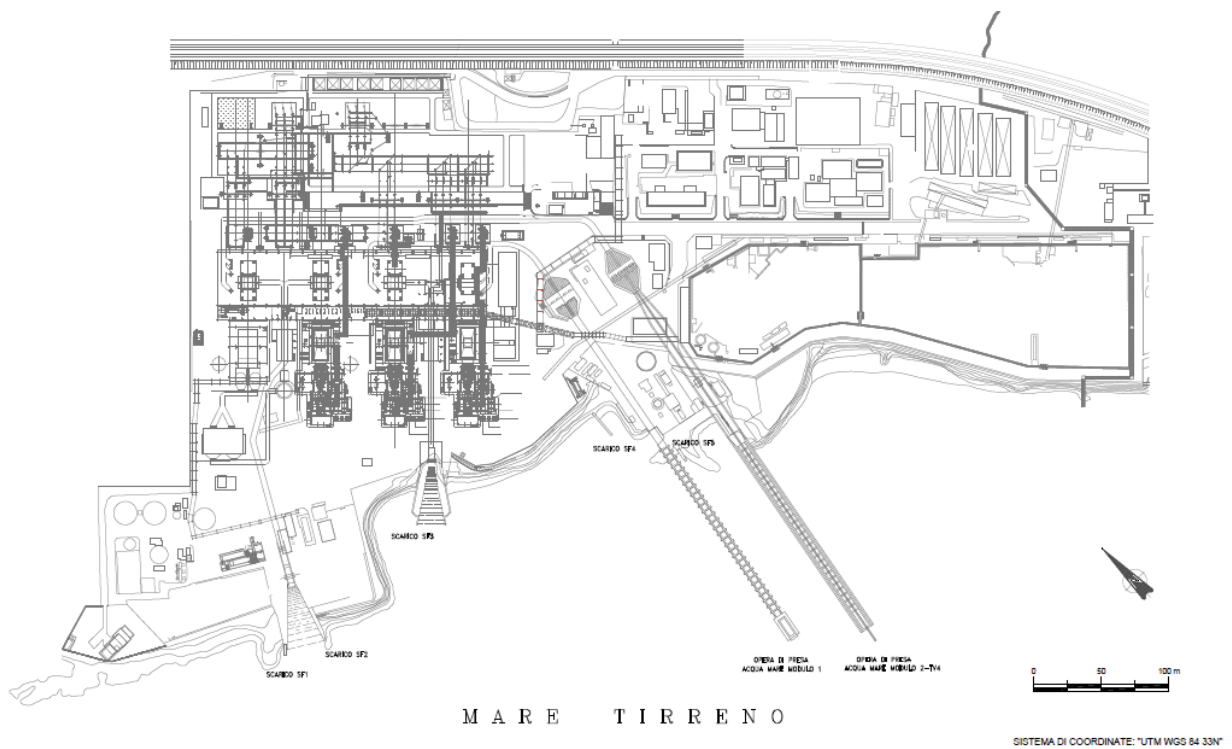 SCARICO SF4
SCARICO SF5
SCARICO SF3
SCARICO SF2
SCARICO SF1
OPERA DI PRESA
ACQUA MARE MODULO 1
OPERA DI PRESA
ACQUA MARE MODULO 2-TV4
0 50 100 m
MARE TIRRENO
SISTEMA DI COORDINATE: "UTM WGS 84 33N"